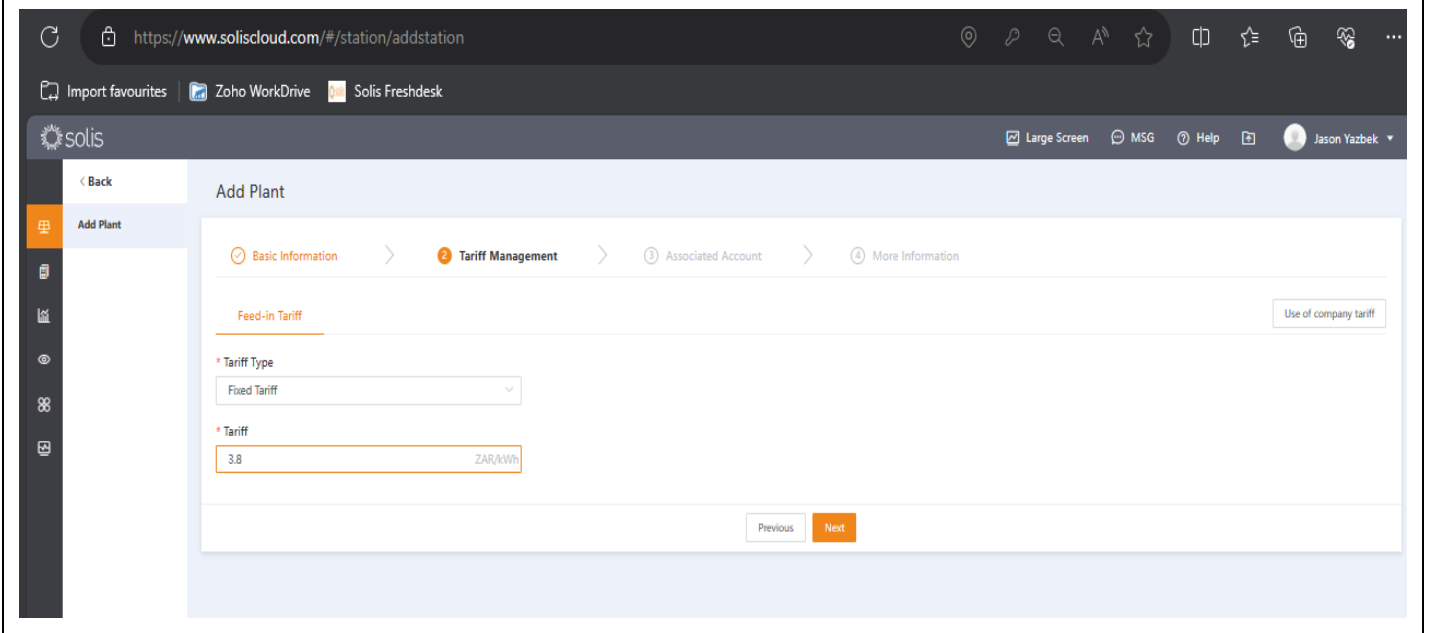 https://www.soliscloud.com/#/station/addstation
Import favourites Zoho WorkDrive Solis Freshdesk
solis Large Screen MSG Help Jason Yazbek
< Back
Add Plant
Add Plant
Basic Information 2 Tariff Management 3 Associated Account 4 More Information
Feed-in Tariff Use of company tariff
* Tariff Type
Fixed Tariff
* Tariff
3.8 ZAR/kWh
Previous Next